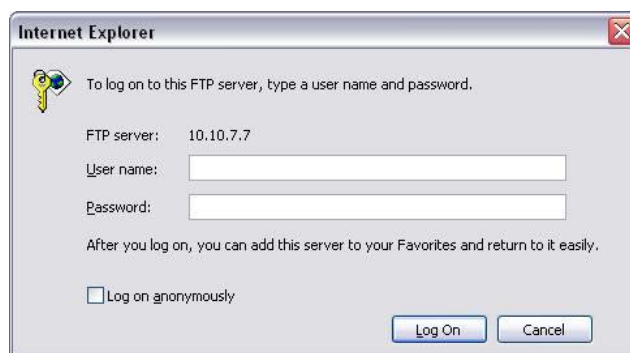 Internet Explorer
To log on to this FTP server, type a user name and password.
FTP server: 10.10.7.7
User name:
Password:
After you log on, you can add this server to your Favorites and return to it easily.
Log on anonymously
Log On Cancel